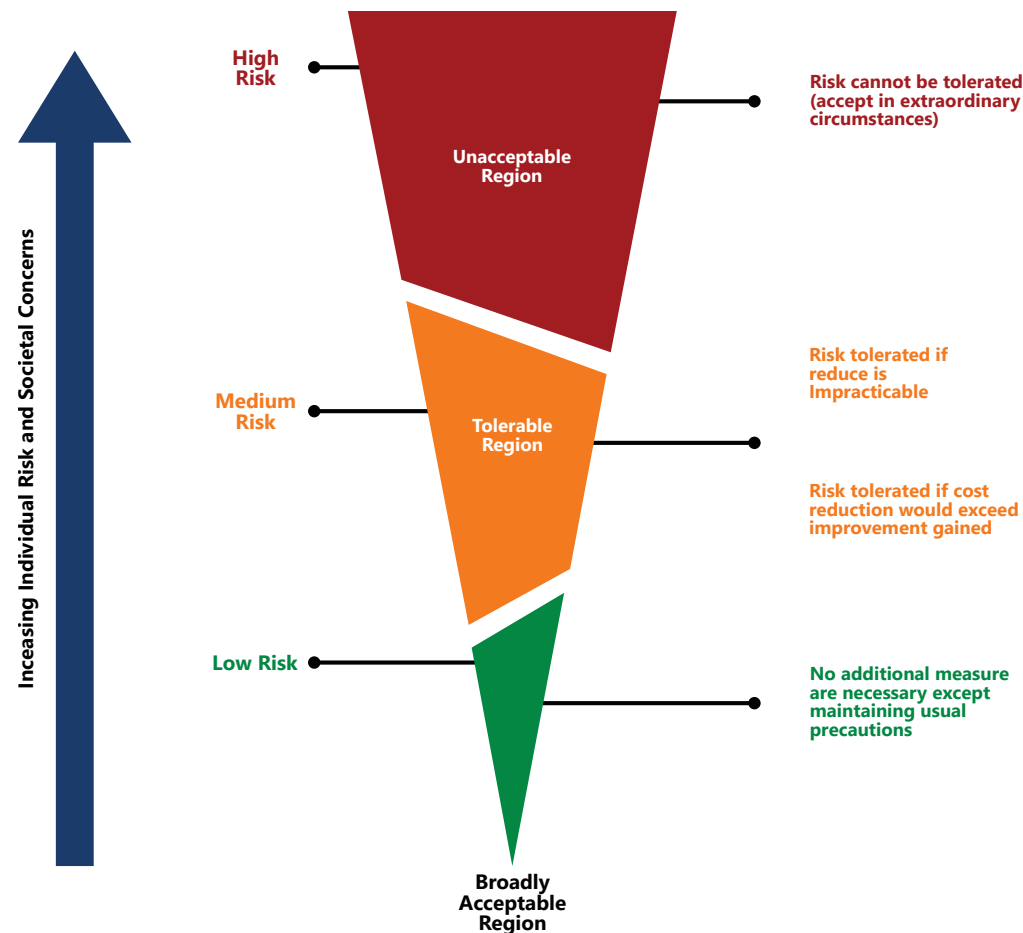 High
Risk
Risk cannot be tolerated
(accept in extraordinary
circumstances)
Unacceptable
Region
Inceasing Individual Risk and Societal Concerns
Risk tolerated if
reduce is
Impracticable
Medium
Risk
Tolerable
Region
Risk tolerated if cost
reduction would exceed
improvement gained
Low Risk
No additional measure
are necessary except
maintaining usual
precautions
Broadly
Acceptable
Region